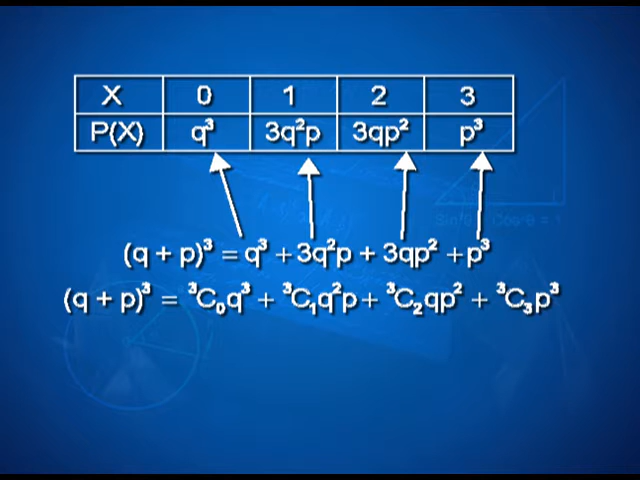 X 0 1 2 3
P(X) q³ 3q²p 3qp² p³
(q + p)³ = q³ + 3q²p + 3qp² + p³
(q + p)³ = ³C₀q³ + ³C₁q²p + ³C₂qp² + ³C₃p³